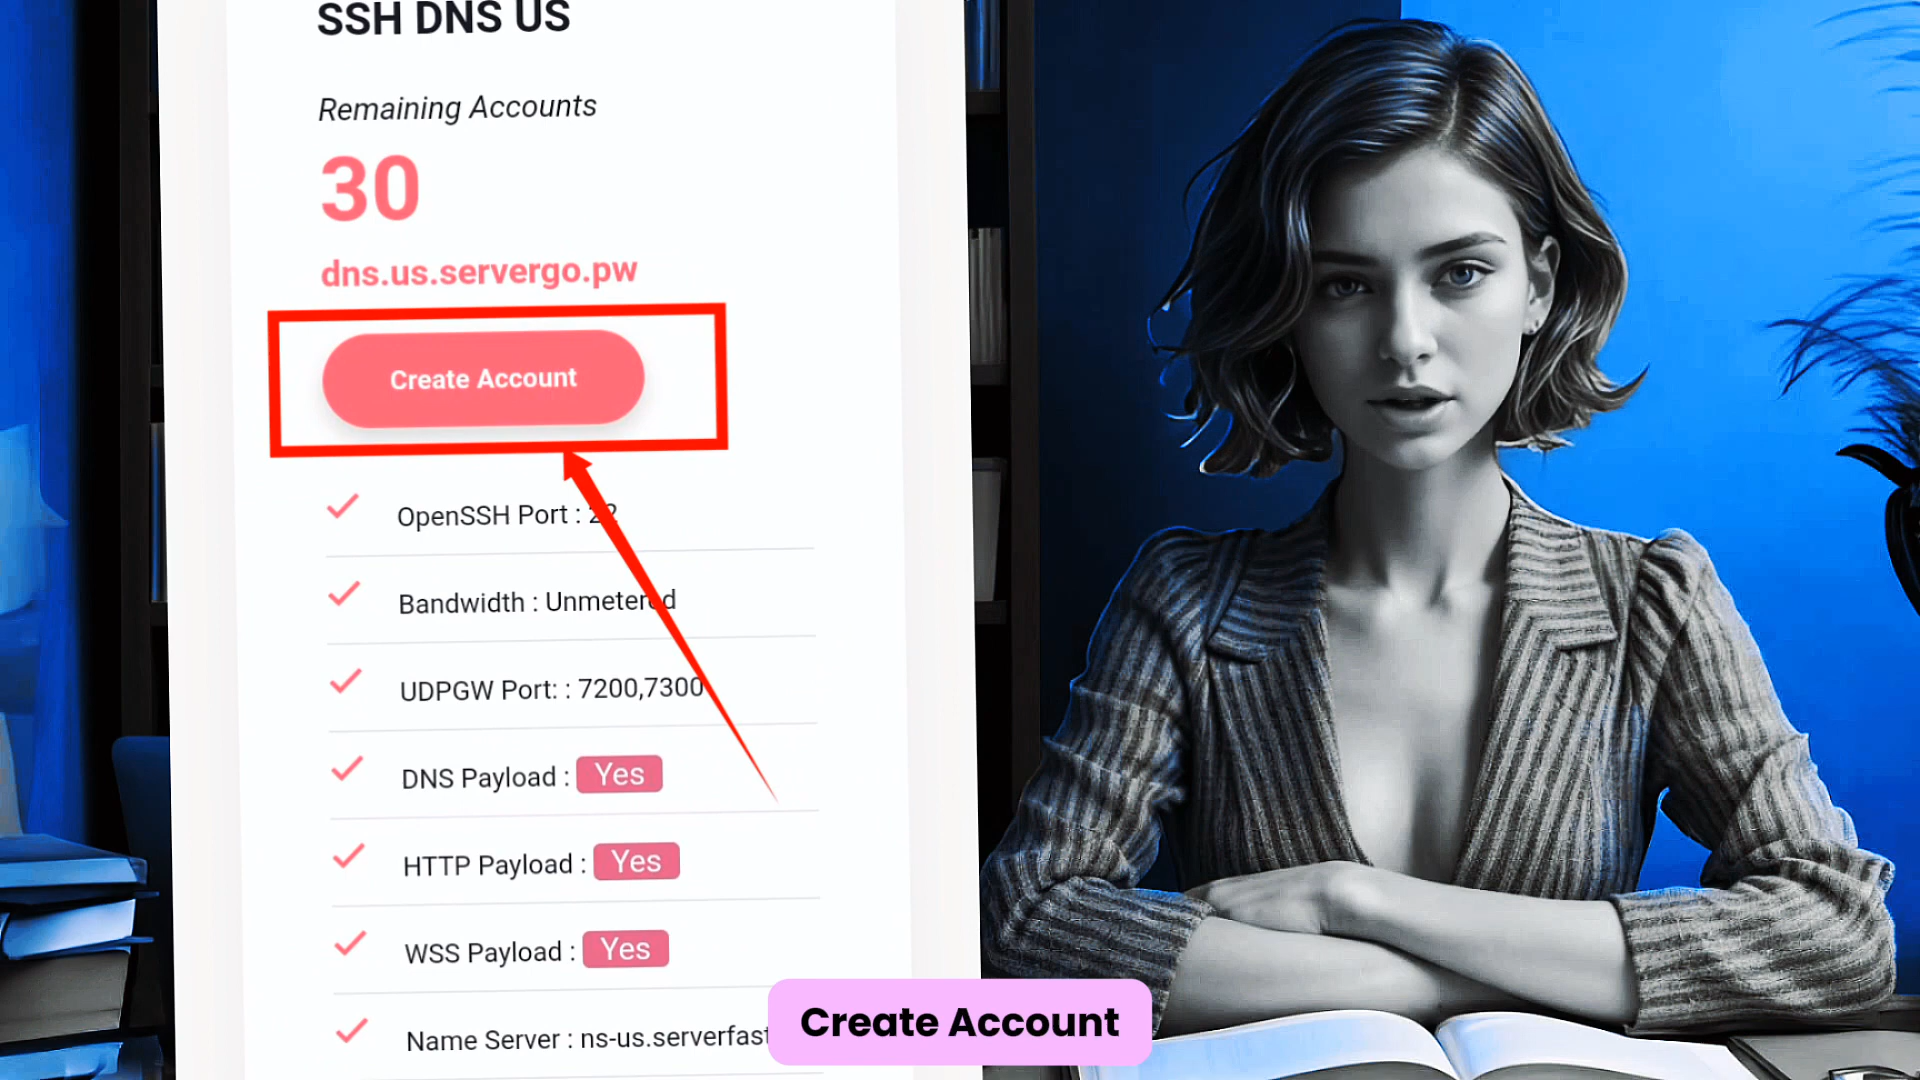 SSH DNS US
Remaining Accounts
30
dns.us.servergo.pw
Create Account
OpenSSH Port : 22
Bandwidth : Unmetered
UDPGW Port: : 7200,7300
DNS Payload : Yes
HTTP Payload : Yes
WSS Payload : Yes
Name Server : ns-us.serverfast
Create Account